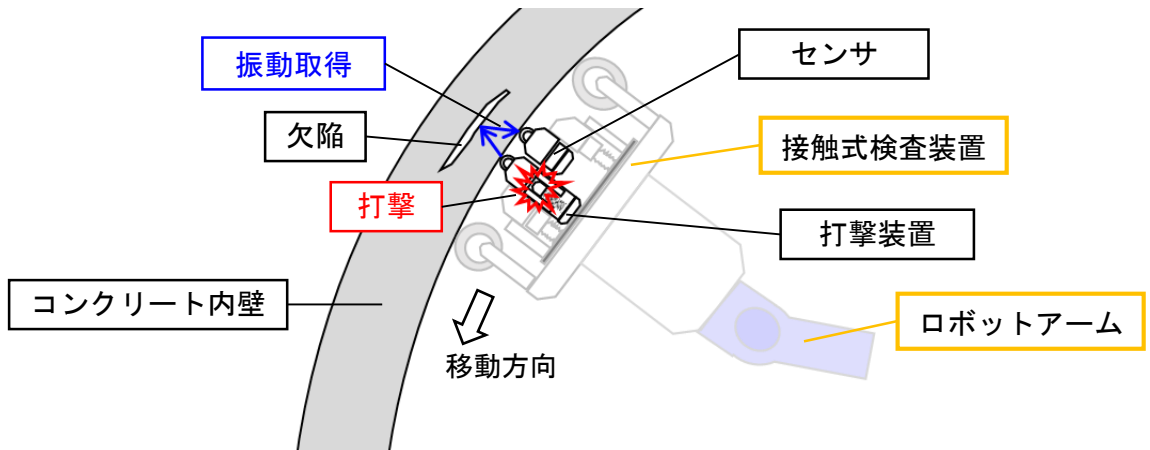 センサ
振動取得
欠陥
接触式検査装置
打撃
打撃装置
コンクリート内壁
ロボットアーム
移動方向